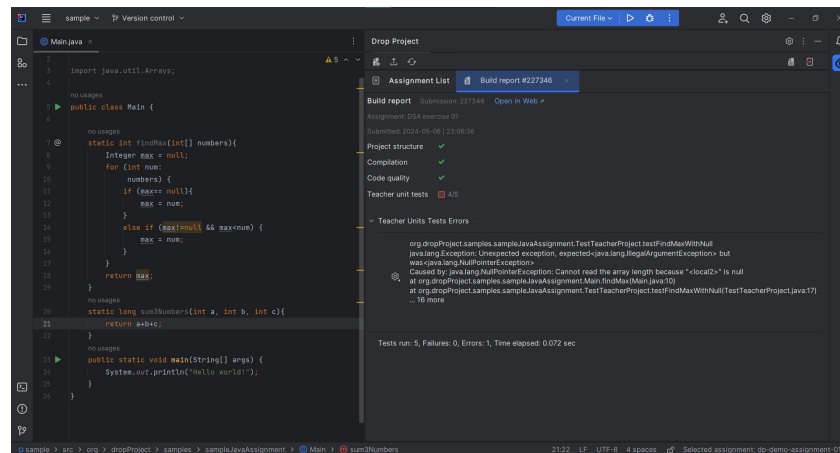 sample
Version control
Current File
Main.java
5
2
3 import java.util.Arrays;
4
no usages
5 public class Main {
6
no usages
7 static int findMax(int[] numbers){
8 Integer max = null;
9 for (int num:
10 numbers) {
11 if (max== null){
12 max = num;
13 }
14 else if (max!=null && max<num) {
15 max = num;
16 }
17 }
18 return max;
19 }
no usages
20 static long sum3Numbers(int a, int b, int c){
21 return a+b+c;
22 }
no usages
23 public static void main(String[] args) {
24 System.out.println("Hello world!");
25 }
26 }
Drop Project
Assignment List
Build report #227346
Build report Submission: 227346 Open in Web
Assignment: DSA exercise 01
Submitted: 2024-05-06 | 23:06:36
Project structure
Compilation
Code quality
Teacher unit tests 4/5
Teacher Units Tests Errors
org.dropProject.samples.sampleJavaAssignment.TestTeacherProject.testFindMaxWithNull
java.lang.Exception: Unexpected exception, expected<java.lang.IllegalArgumentException> but
was<java.lang.NullPointerException>
Caused by: java.lang.NullPointerException: Cannot read the array length because "<local2>" is null
at org.dropProject.samples.sampleJavaAssignment.Main.findMax(Main.java:10)
at org.dropProject.samples.sampleJavaAssignment.TestTeacherProject.testFindMaxWithNull(TestTeacherProject.java:17)
... 16 more
Tests run: 5, Failures: 0, Errors: 1, Time elapsed: 0.072 sec
sample > src > org > dropProject > samples > sampleJavaAssignment > Main > sum3Numbers
21:22 LF UTF-8 4 spaces Selected assignment: dp-demo-assignment-01